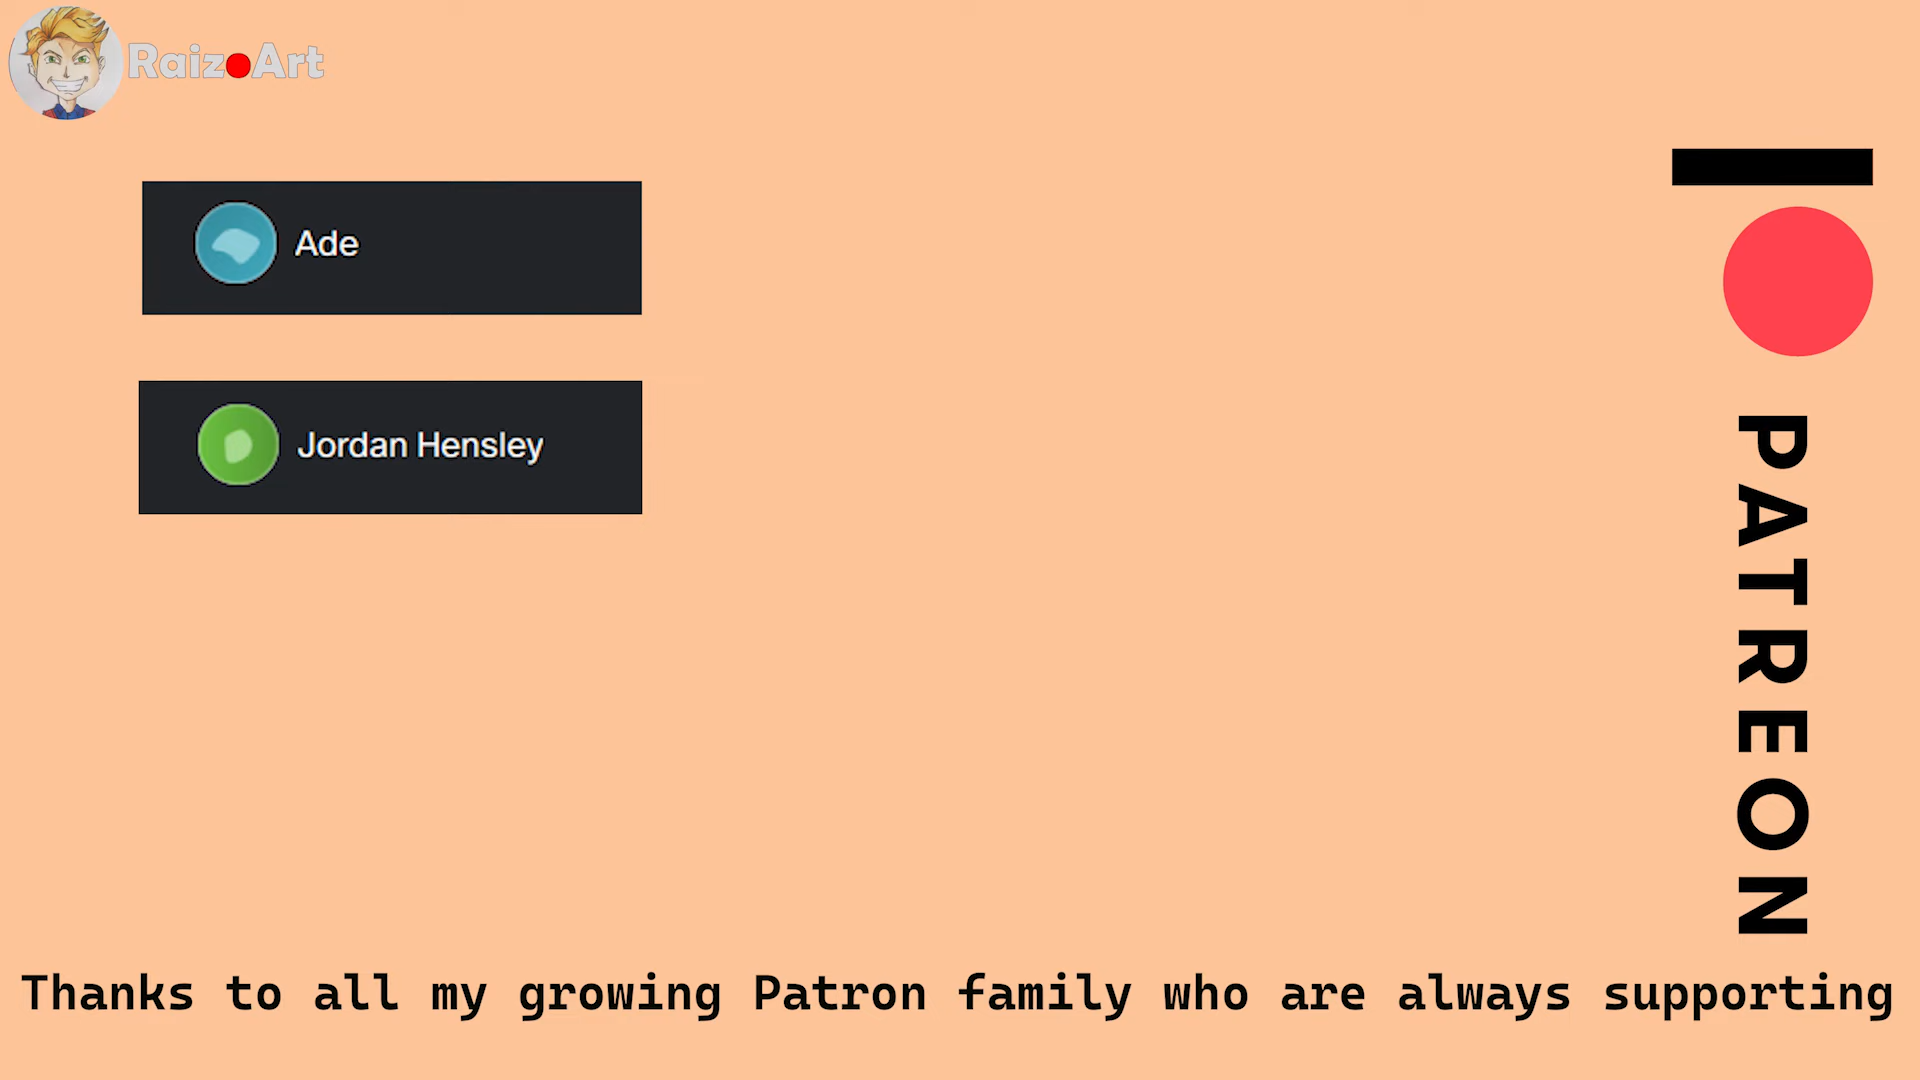 RaizoArt
Ade
Jordan Hensley
PATREON
Thanks to all my growing Patron family who are always supporting